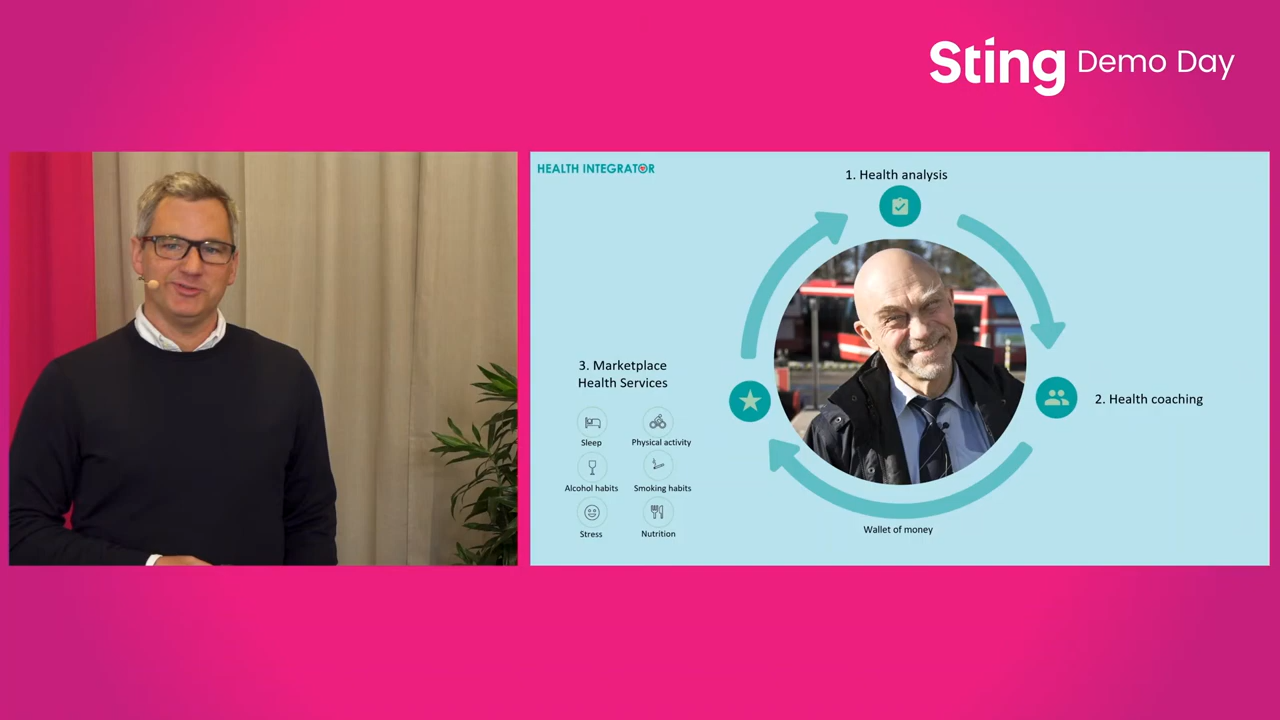 Sting Demo Day
HEALTH INTEGRATOR
1. Health analysis
2. Health coaching
3. Marketplace
Health Services
Sleep
Physical activity
Alcohol habits
Smoking habits
Stress
Nutrition
Wallet of money